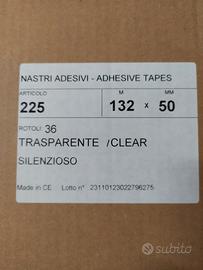 NASTRI ADESIVI - ADHESIVE TAPES
ARTICOLO M MM
225 132 x 50
ROTOLI: 36
TRASPARENTE /CLEAR
SILENZIOSO
Made in CE Lotto n° 23110123022796275
subito